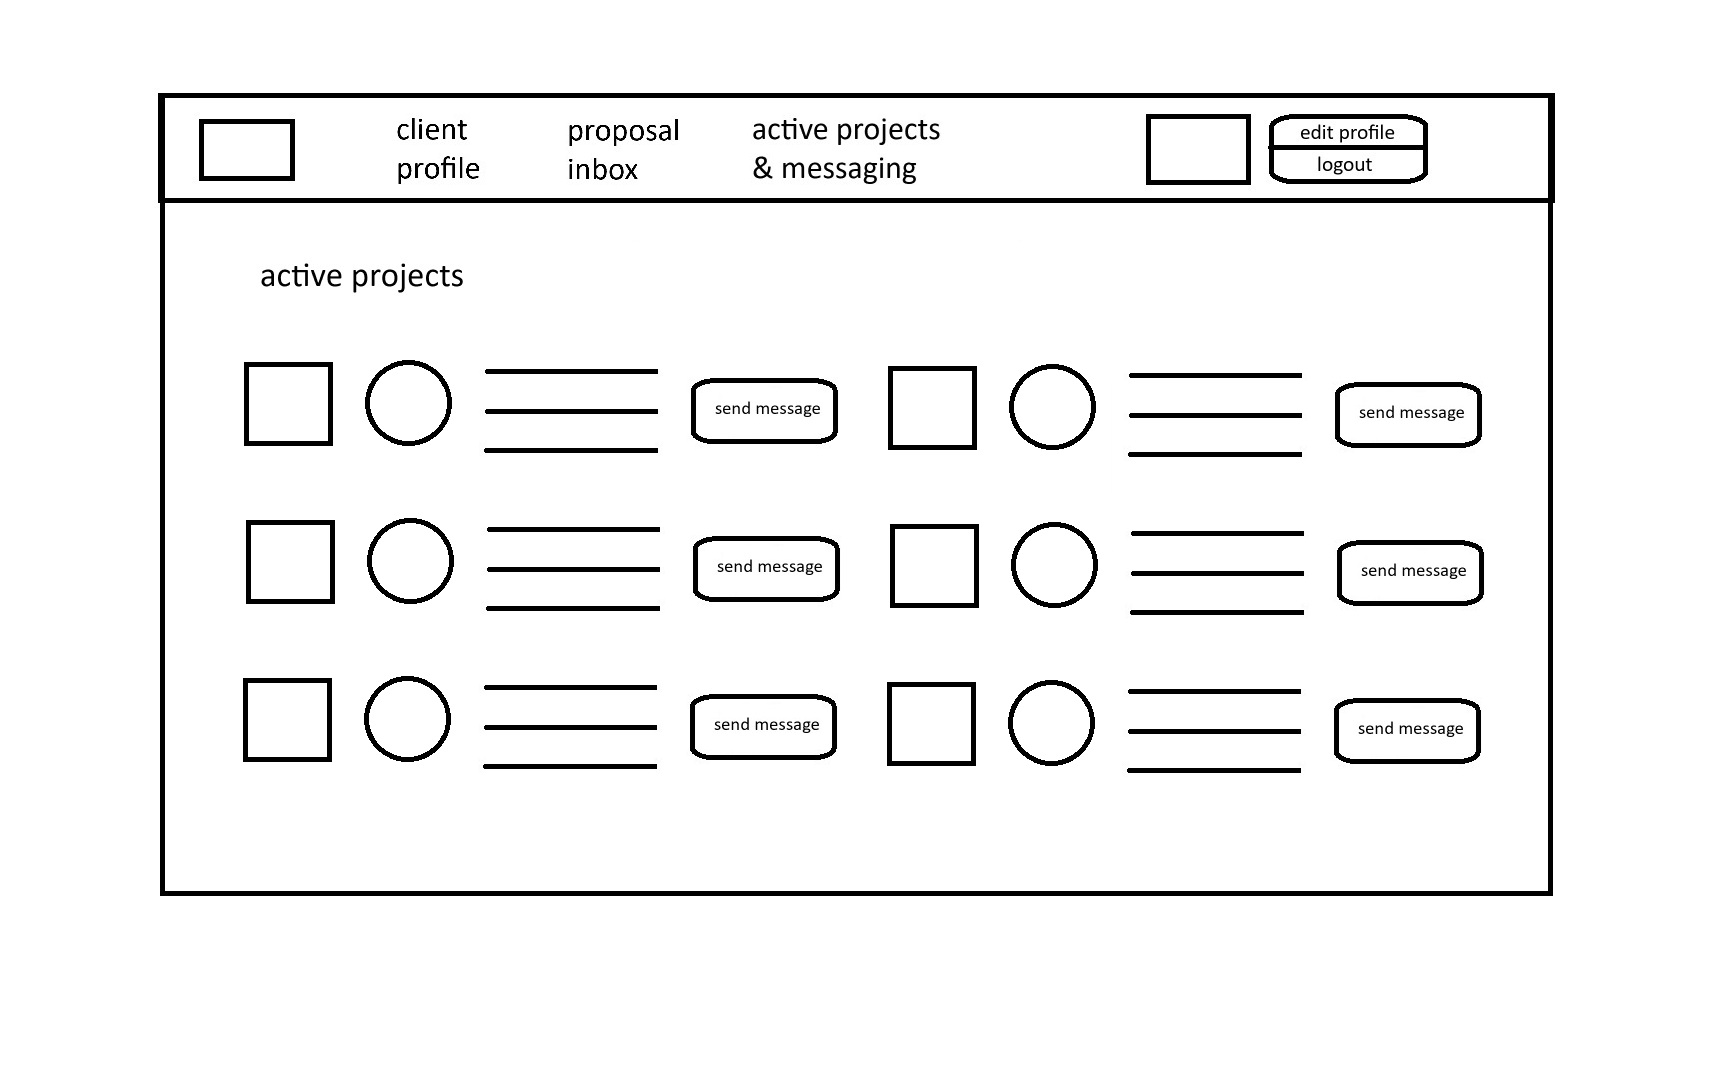 client
profile
proposal
inbox
active projects
& messaging
edit profile
logout
active projects
send message
send message
send message
send message
send message
send message